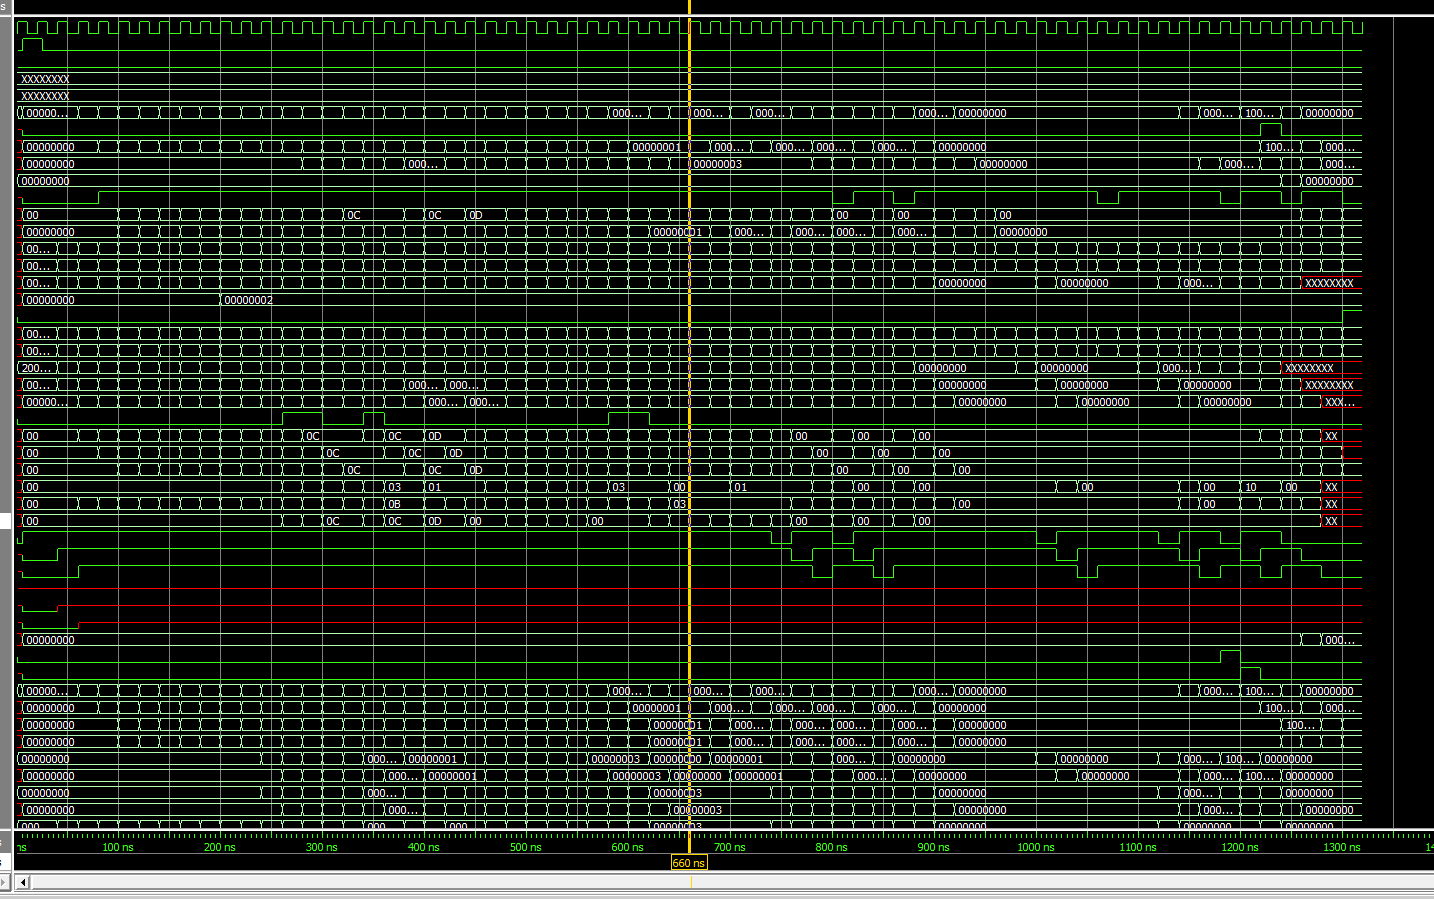 s
XXXXXXXX
XXXXXXXX
00000... 000... 000... 000... 000... 00000000 000... 100... 00000000
00000000 00000001 000... 000... 000... 000... 00000000 100... 000...
00000000 000... 00000003 00000000 000... 000...
00000000 00000000
00 0C 0C 0D 00 00 00
00000000 00000001 000... 000... 000... 000... 00000000
00...
00...
00... 00000000 00000000 000... XXXXXXXX
00000000 00000002
00...
00...
200... 00000000 00000000 000... XXXXXXXX
00... 000... 000... 00000000 00000000 00000000 XXXXXXXX
00000... 000... 000... 00000000 00000000 00000000 XXX...
00 0C 0C 0D 00 00 00 XX
00 0C 0C 0D 00 00 00
00 0C 0C 0D 00 00 00
00 03 01 03 00 01 00 00 00 00 10 00 XX
00 0B 03 00 00 XX
00 0C 0C 0D 00 00 00 00 00 XX
00000000 000...
00000... 000... 000... 000... 000... 00000000 000... 100... 00000000
00000000 00000001 000... 000... 000... 000... 00000000 100... 000...
00000000 00000001 000... 000... 000... 000... 00000000 100...
00000000 00000001 000... 000... 000... 000... 00000000
00000000 000... 00000001 00000003 00000000 00000001 000... 00000000 00000000 000... 100... 00000000
00000000 000... 00000001 00000003 00000000 00000001 000... 00000000 00000000 000... 100... 00000000
00000000 000... 00000003 00000000 000... 00000000
00000000 000... 00000003 00000000 000... 00000000
000 000 000 00000003 00000000 00000000 00000000
ns 100 ns 200 ns 300 ns 400 ns 500 ns 600 ns 700 ns 800 ns 900 ns 1000 ns 1100 ns 1200 ns 1300 ns 14
660 ns